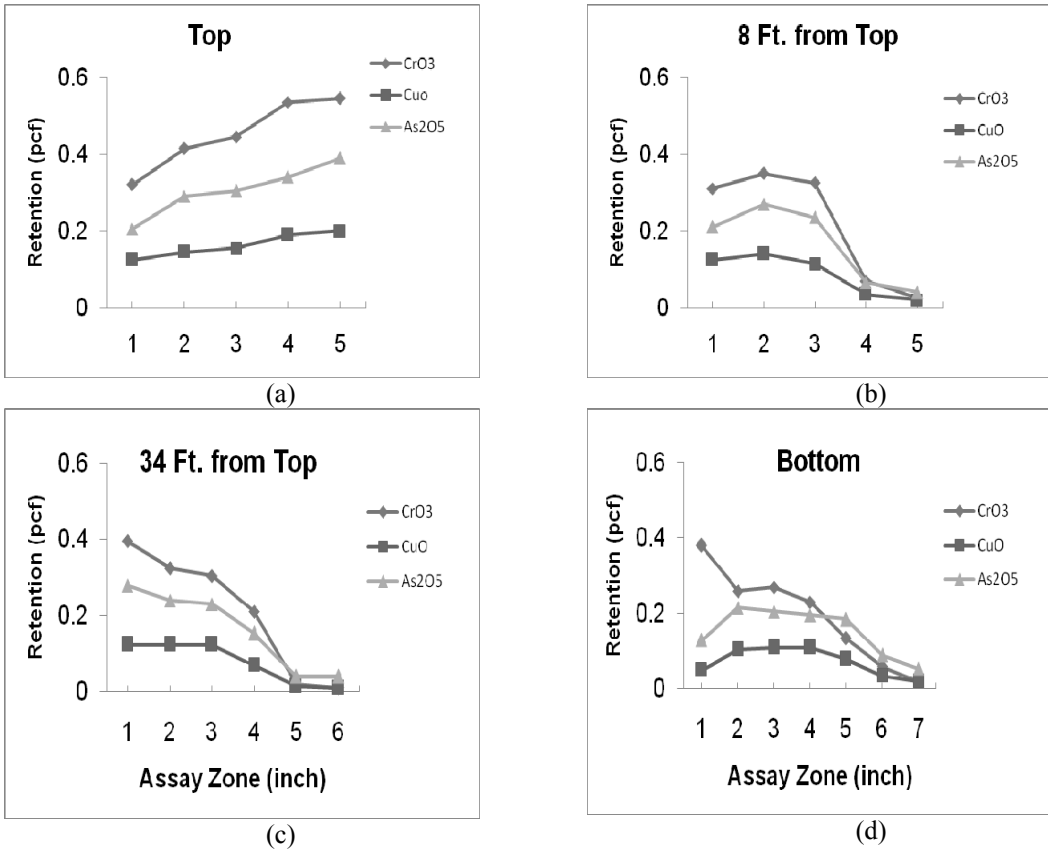 Top
CrO3
Cuo
As2O5
Retention (pcf)
0.6
0.4
0.2
0
1 2 3 4 5
(a)
8 Ft. from Top
CrO3
CuO
As2O5
Retention (pcf)
0.6
0.4
0.2
0
1 2 3 4 5
(b)
34 Ft. from Top
CrO3
CuO
As2O5
Retention (pcf)
0.6
0.4
0.2
0
1 2 3 4 5 6
Assay Zone (inch)
(c)
Bottom
CrO3
CuO
As2O5
Retention (pcf)
0.6
0.4
0.2
0
1 2 3 4 5 6 7
Assay Zone (inch)
(d)